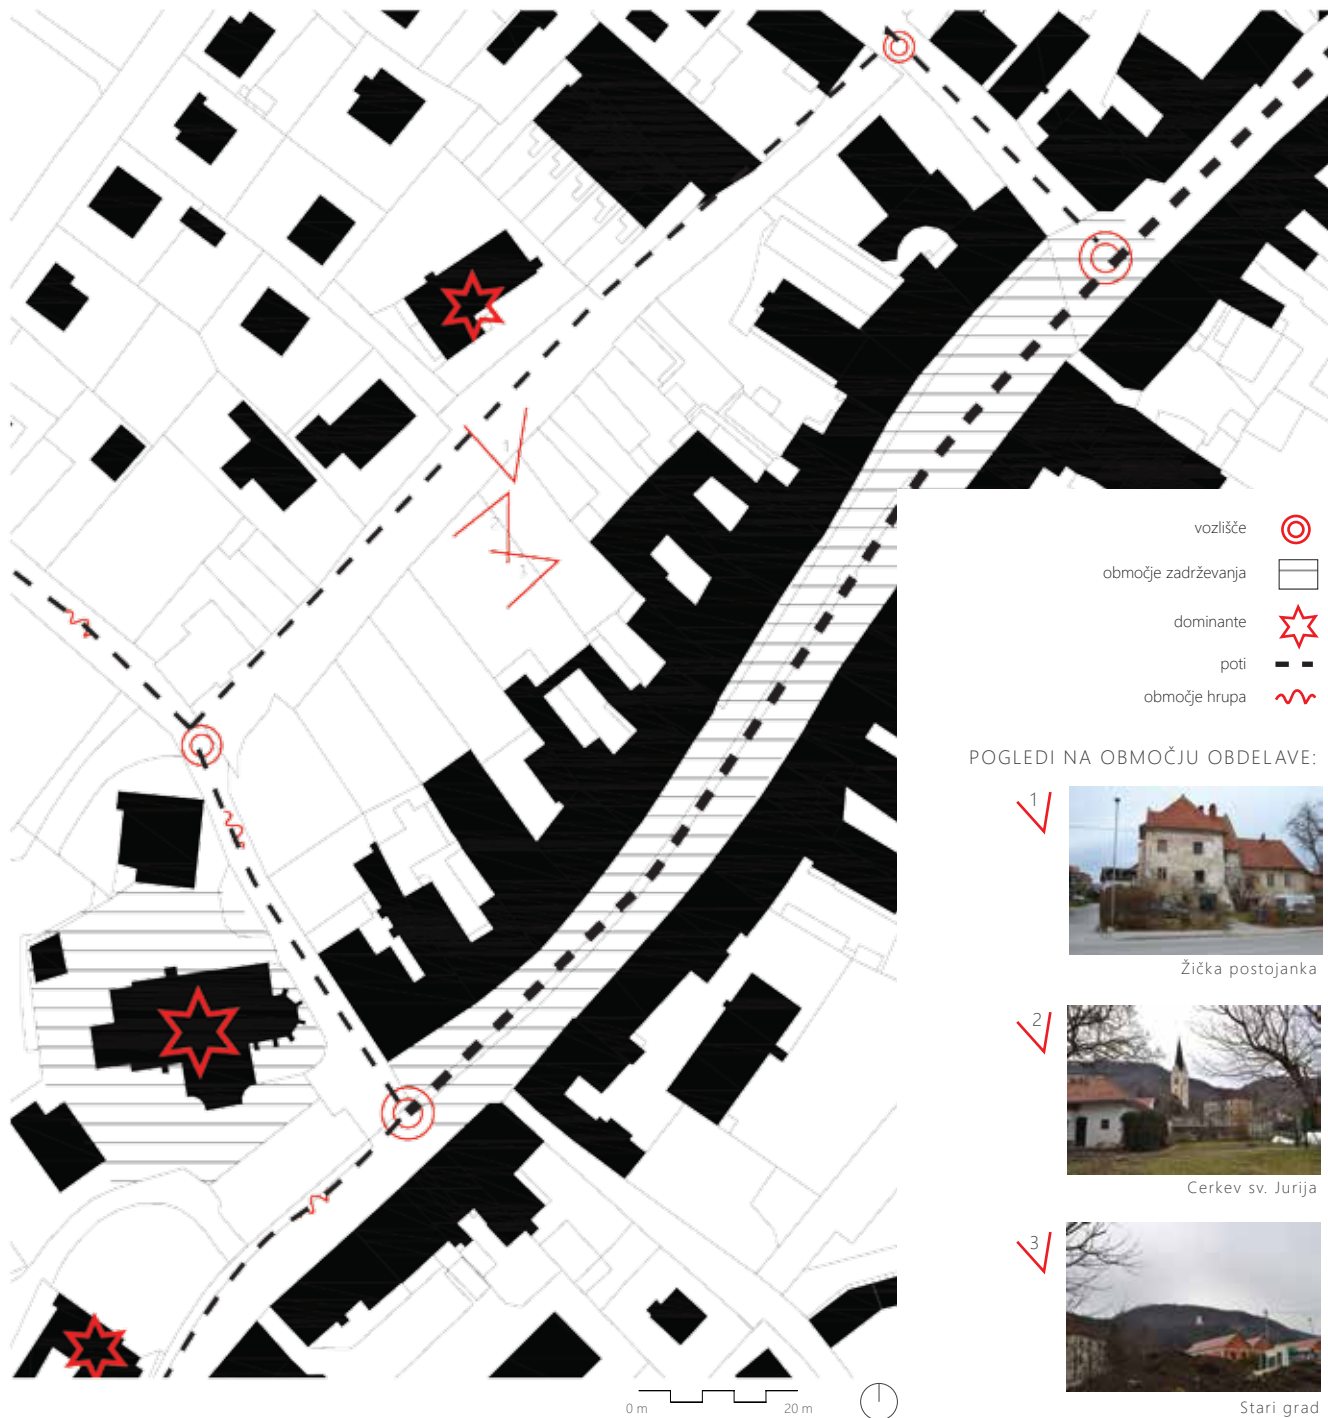 vozlišče
območje zadrževanja
dominante
poti
območje hrupa
POGLEDI NA OBMOČJU OBDELAVE:
1
Žička postojanka
2
Cerkev sv. Jurija
3
Stari grad
0 m 20 m